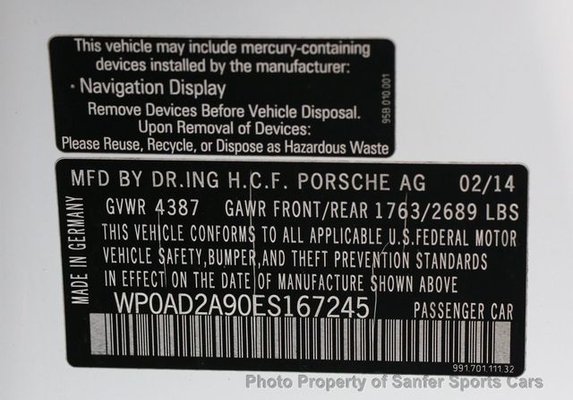 This vehicle may include mercury-containing
devices installed by the manufacturer:
· Navigation Display
Remove Devices Before Vehicle Disposal.
Upon Removal of Devices:
Please Reuse, Recycle, or Dispose as Hazardous Waste
95B 010 001
MFD BY DR.ING H.C.F. PORSCHE AG 02/14
GVWR 4387 GAWR FRONT/REAR 1763/2689 LBS
THIS VEHICLE CONFORMS TO ALL APPLICABLE U.S.FEDERAL MOTOR
VEHICLE SAFETY,BUMPER,AND THEFT PREVENTION STANDARDS
IN EFFECT ON THE DATE OF MANUFACTURE SHOWN ABOVE
WP0AD2A90ES167245 PASSENGER CAR
MADE IN GERMANY
991.701.111.32
Photo Property of Sanfer Sports Cars